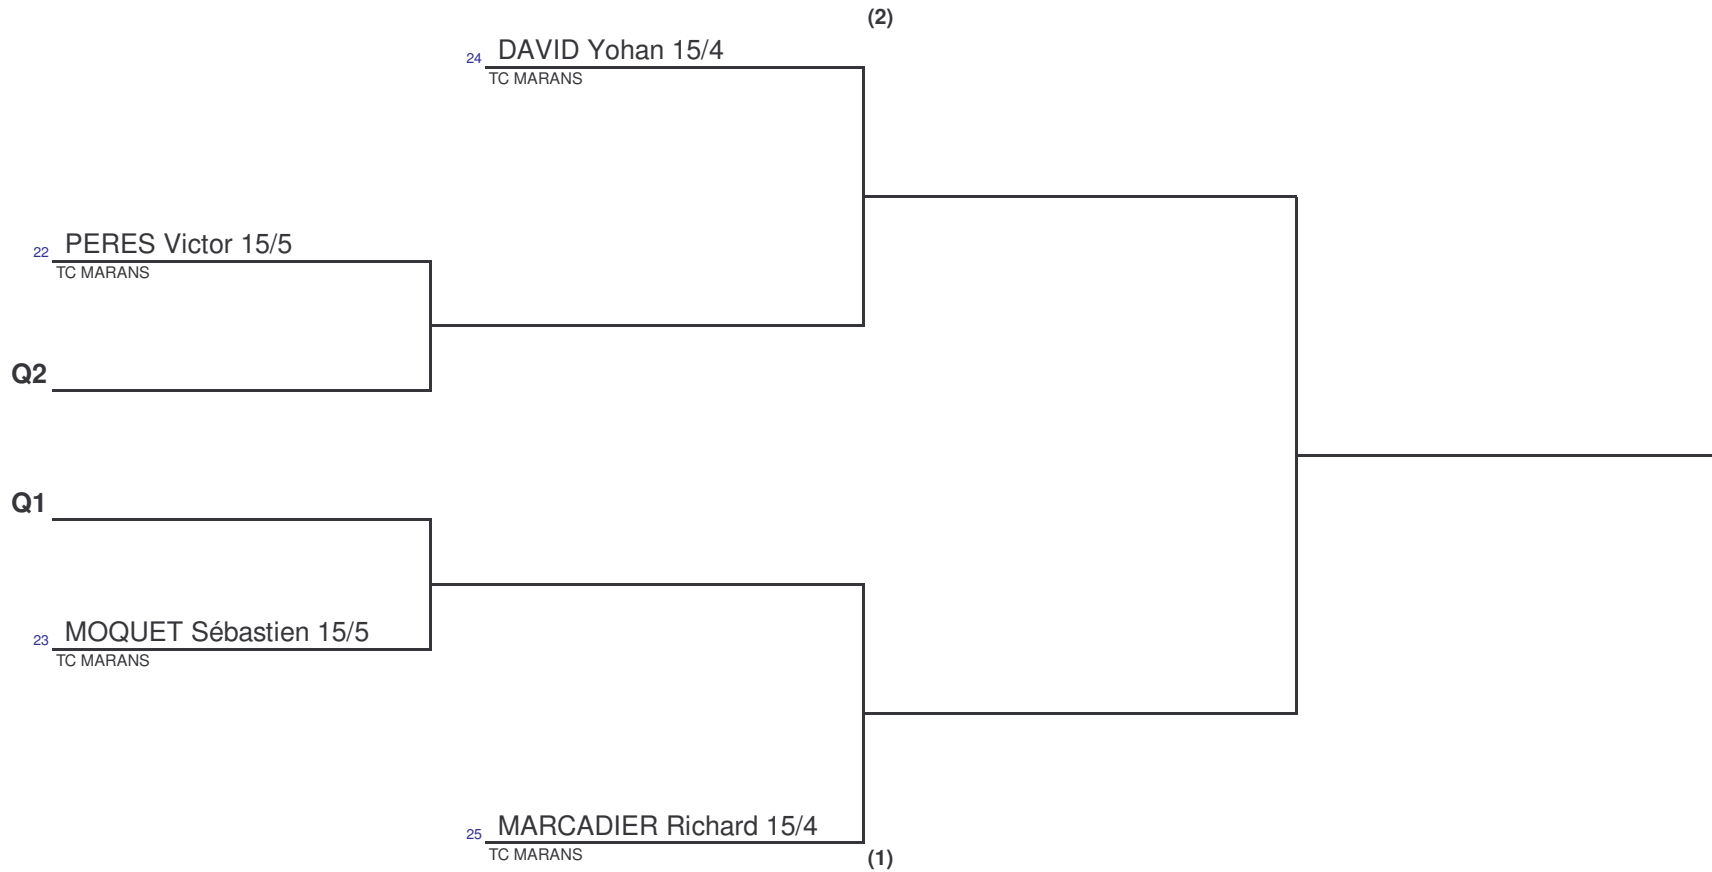 (2)
24 DAVID Yohan 15/4
TC MARANS
22 PERES Victor 15/5
TC MARANS
Q2
Q1
23 MOQUET Sébastien 15/5
TC MARANS
25 MARCADIER Richard 15/4
TC MARANS
(1)